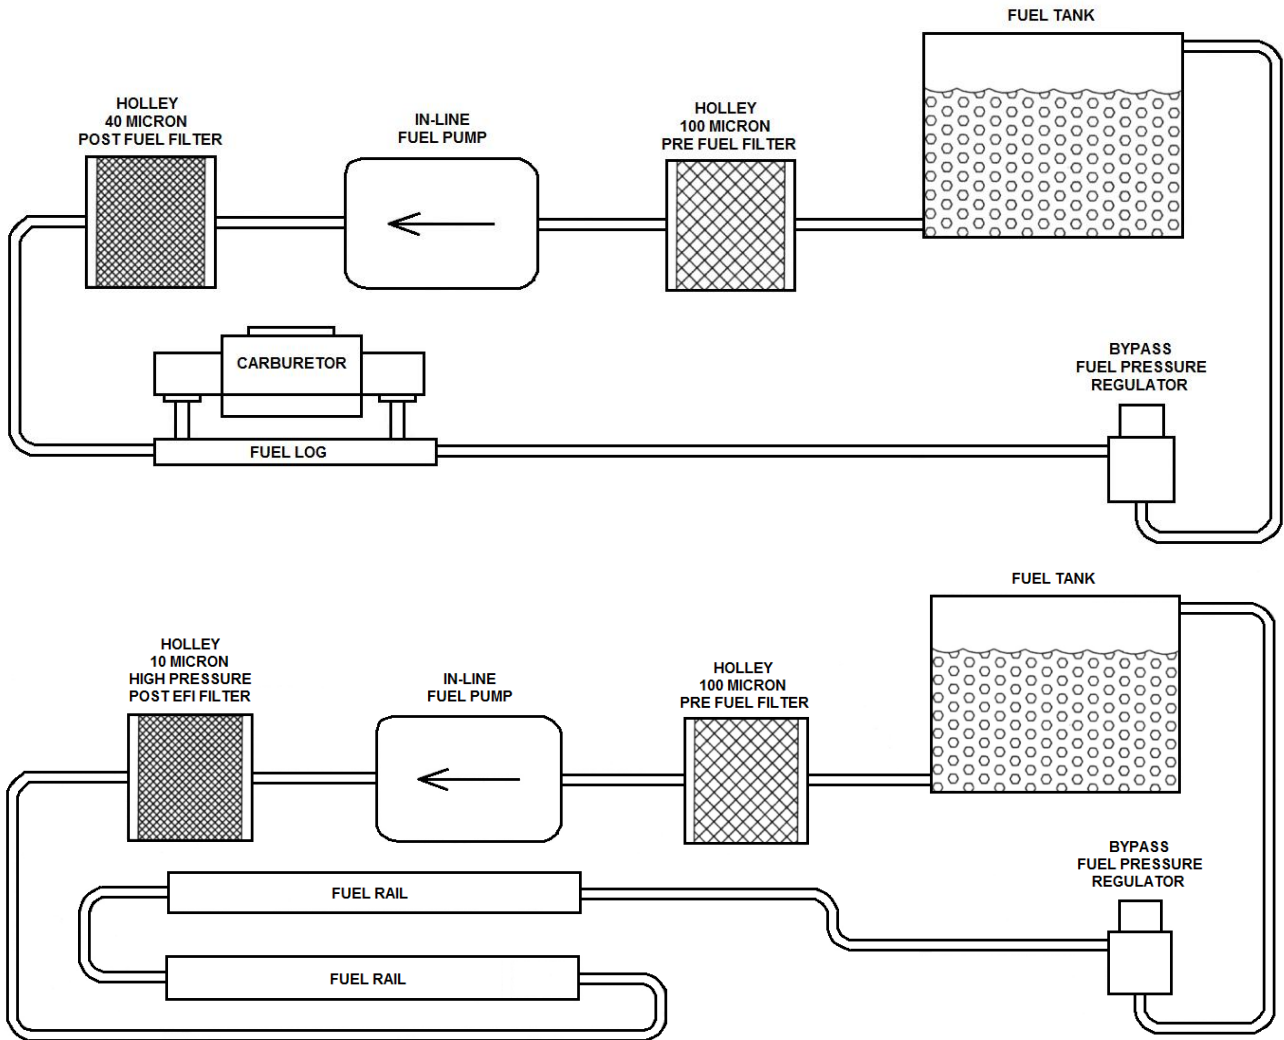 FUEL TANK
HOLLEY
40 MICRON
POST FUEL FILTER
IN-LINE
FUEL PUMP
HOLLEY
100 MICRON
PRE FUEL FILTER
CARBURETOR
FUEL LOG
BYPASS
FUEL PRESSURE
REGULATOR
FUEL TANK
HOLLEY
10 MICRON
HIGH PRESSURE
POST EFI FILTER
IN-LINE
FUEL PUMP
HOLLEY
100 MICRON
PRE FUEL FILTER
BYPASS
FUEL PRESSURE
REGULATOR
FUEL RAIL
FUEL RAIL